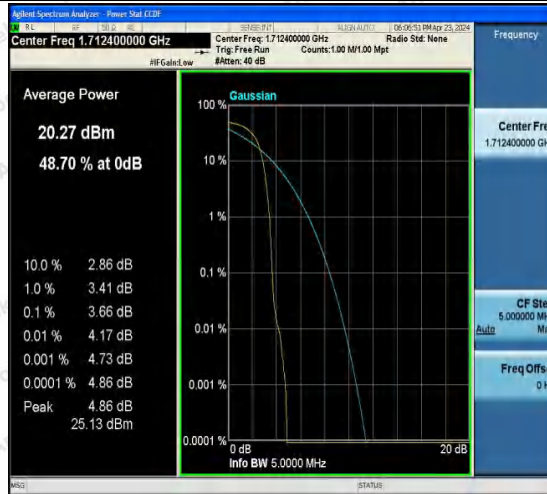 Agilent Spectrum Analyzer - Power Stat CCDF
RL RF 50 Ω SENSE:INT ALIGN AUTO 06:06:51 PM Apr 23, 2024
Center Freq 1.712400000 GHz
Center Freq: 1.712400000 GHz
Radio Std: None
Trig: Free Run Counts:1.00 M/1.00 Mpt
#IFGain:Low #Atten: 40 dB
Frequency
Average Power
20.27 dBm
48.70 % at 0dB
10.0 % 2.86 dB
1.0 % 3.41 dB
0.1 % 3.66 dB
0.01 % 4.17 dB
0.001 % 4.73 dB
0.0001 % 4.86 dB
Peak 4.86 dB
25.13 dBm
Gaussian
100 %
10 %
1 %
0.1 %
0.01 %
0.001 %
0.0001 %
0 dB 20 dB
Info BW 5.0000 MHz
Center Fre
1.712400000 GH
CF Ste
5.000000 MH
Auto Ma
Freq Offs
0 H
MSG STATUS